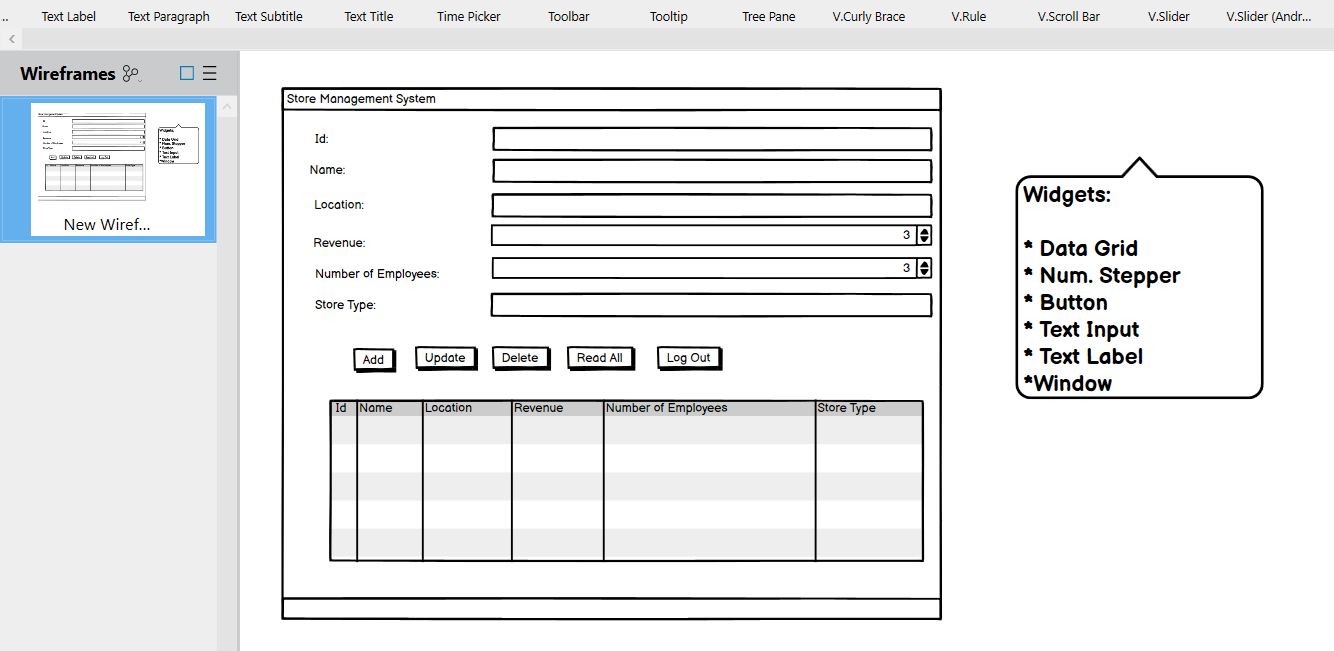 ..
Text Label
Text Paragraph
Text Subtitle
Text Title
Time Picker
Toolbar
Tooltip
Tree Pane
V.Curly Brace
V.Rule
V.Scroll Bar
V.Slider
V.Slider (Andr...
Wireframes
New Wiref...
Store Management System
Id:
Name:
Location:
Revenue:
3
Number of Employees:
3
Store Type:
Add
Update
Delete
Read All
Log Out
Id
Name
Location
Revenue
Number of Employees
Store Type
Widgets:
* Data Grid
* Num. Stepper
* Button
* Text Input
* Text Label
*Window